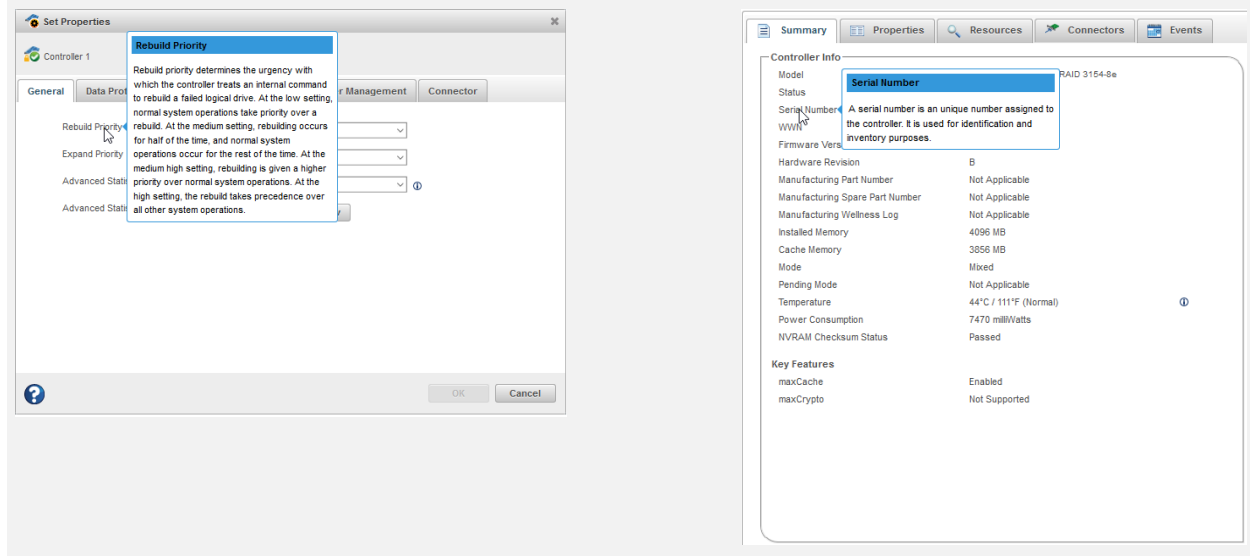 Set Properties
Controller 1
Rebuild Priority
Rebuild priority determines the urgency with
which the controller treats an internal command
to rebuild a failed logical drive. At the low setting,
normal system operations take priority over a
rebuild. At the medium setting, rebuilding occurs
for half of the time, and normal system
operations occur for the rest of the time. At the
medium high setting, rebuilding is given a higher
priority over normal system operations. At the
high setting, the rebuild takes precedence over
all other system operations.
General Data Management Connector
Rebuild Priority
Expand Priority
Advanced
Advanced
OK Cancel
Summary Properties Resources Connectors Events
Controller Info
Model RAID 3154-8e
Status
Serial Number
Serial Number
A serial number is an unique number assigned to
the controller. It is used for identification and
inventory purposes.
WWN
Firmware
Hardware Revision B
Manufacturing Part Number Not Applicable
Manufacturing Spare Part Number Not Applicable
Manufacturing Wellness Log Not Applicable
Installed Memory 4096 MB
Cache Memory 3856 MB
Mode Mixed
Pending Mode Not Applicable
Temperature 44°C / 111°F (Normal)
Power Consumption 7470 milliWatts
NVRAM Checksum Status Passed
Key Features
maxCache Enabled
maxCrypto Not Supported